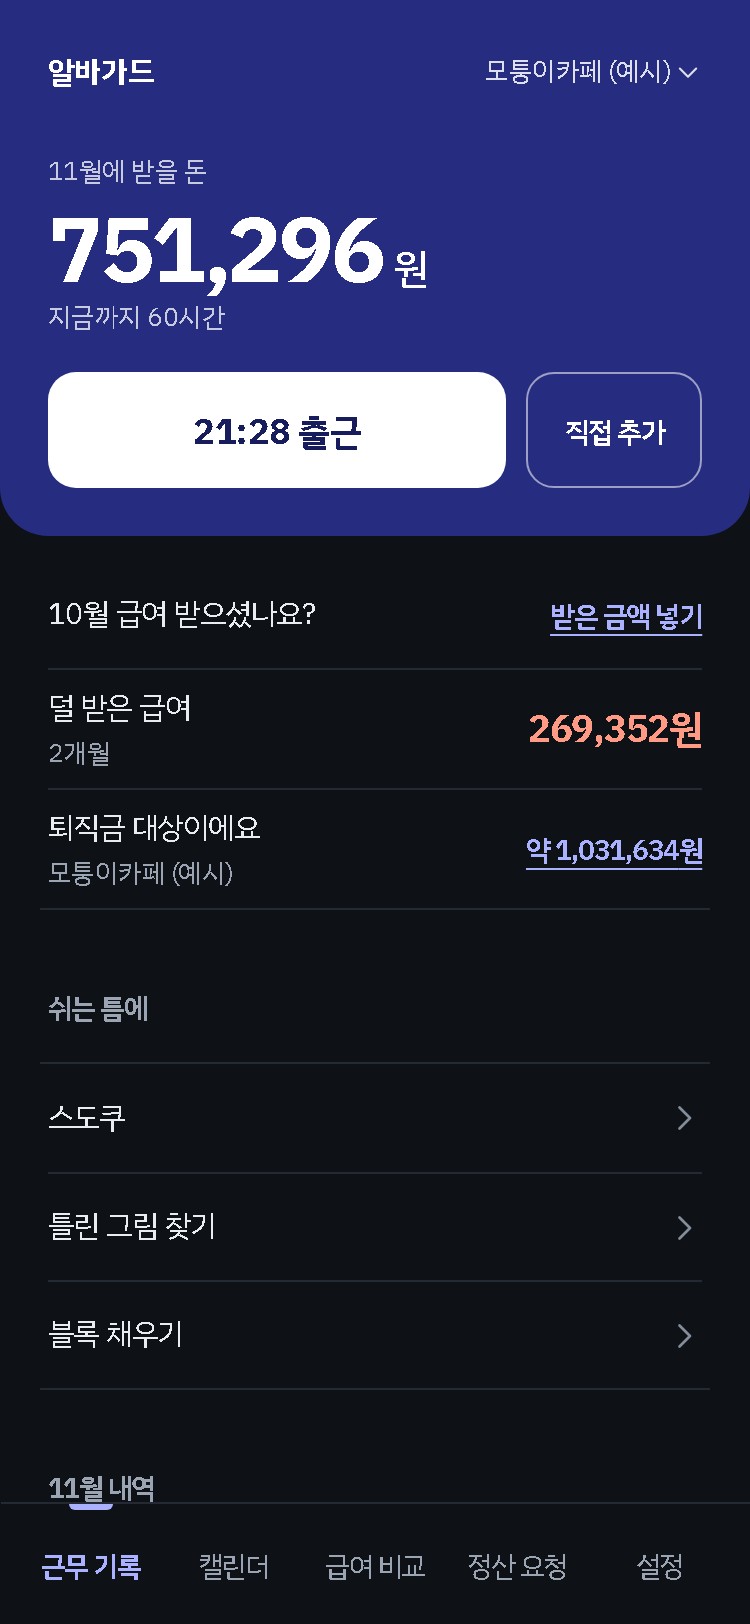 알바가드
모퉁이카페 (예시)
11월에 받을 돈
751,296 원
지금까지 60시간
21:28 출근
직접 추가
10월 급여 받으셨나요?
받은 금액 넣기
덜 받은 급여
269,352원
2개월
퇴직금 대상이에요
약 1,031,634원
모퉁이카페 (예시)
쉬는 틈에
스도쿠
틀린 그림 찾기
블록 채우기
11월 내역
근무 기록
캘린더
급여 비교
정산 요청
설정